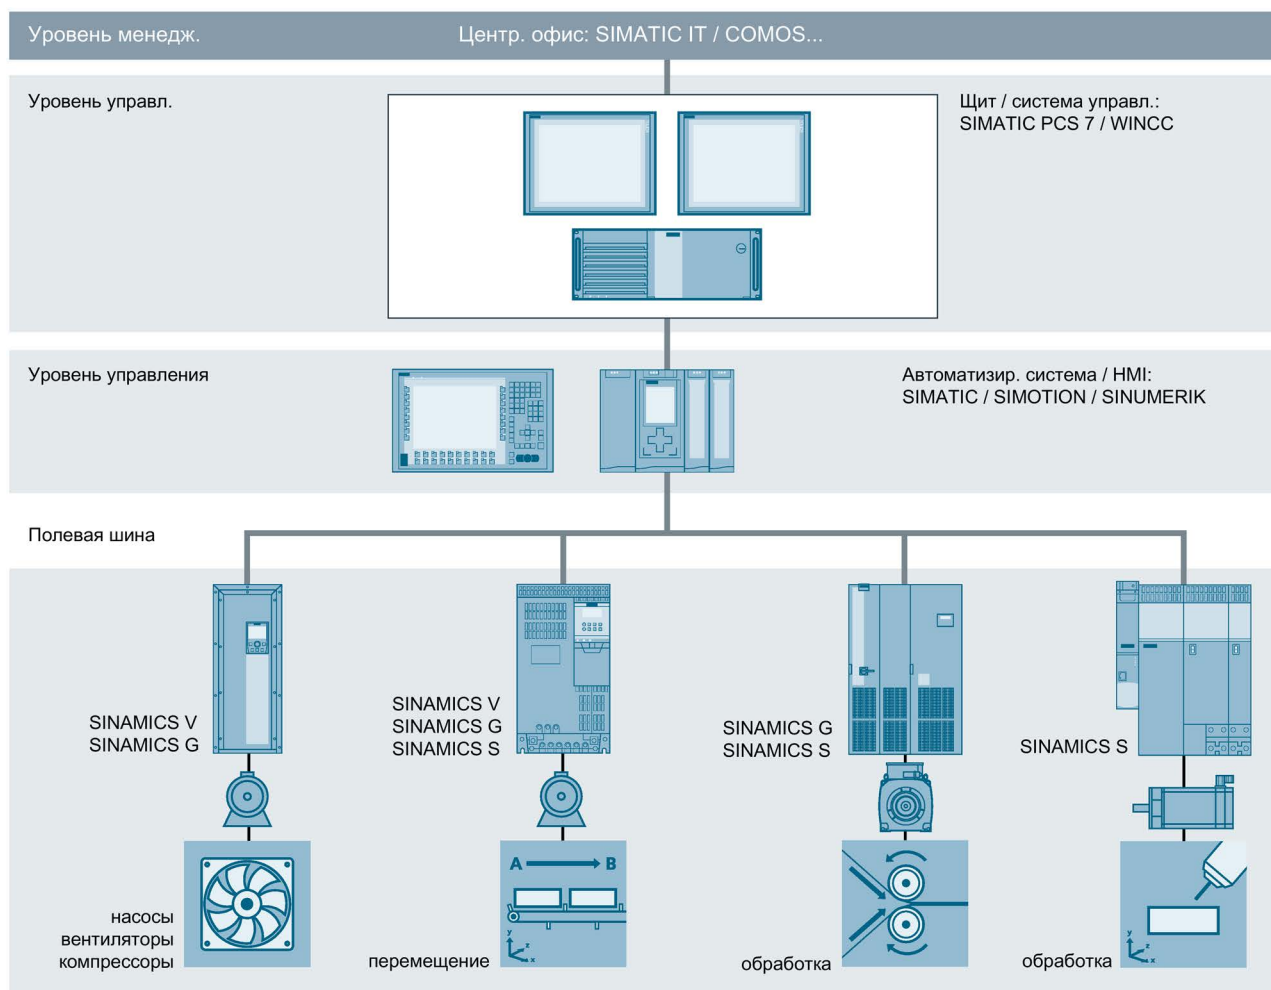 Уровень менедж.
Центр. офис: SIMATIC IT / COMOS...
Уровень управл.
Щит / система управл.:
SIMATIC PCS 7 / WINCC
Уровень управления
Автоматизир. система / HMI:
SIMATIC / SIMOTION / SINUMERIK
Полевая шина
SINAMICS V
SINAMICS G
SINAMICS V
SINAMICS G
SINAMICS S
SINAMICS G
SINAMICS S
SINAMICS S
насосы
вентиляторы
компрессоры
A B
y
z
x
перемещение
обработка
y
z
x
обработка